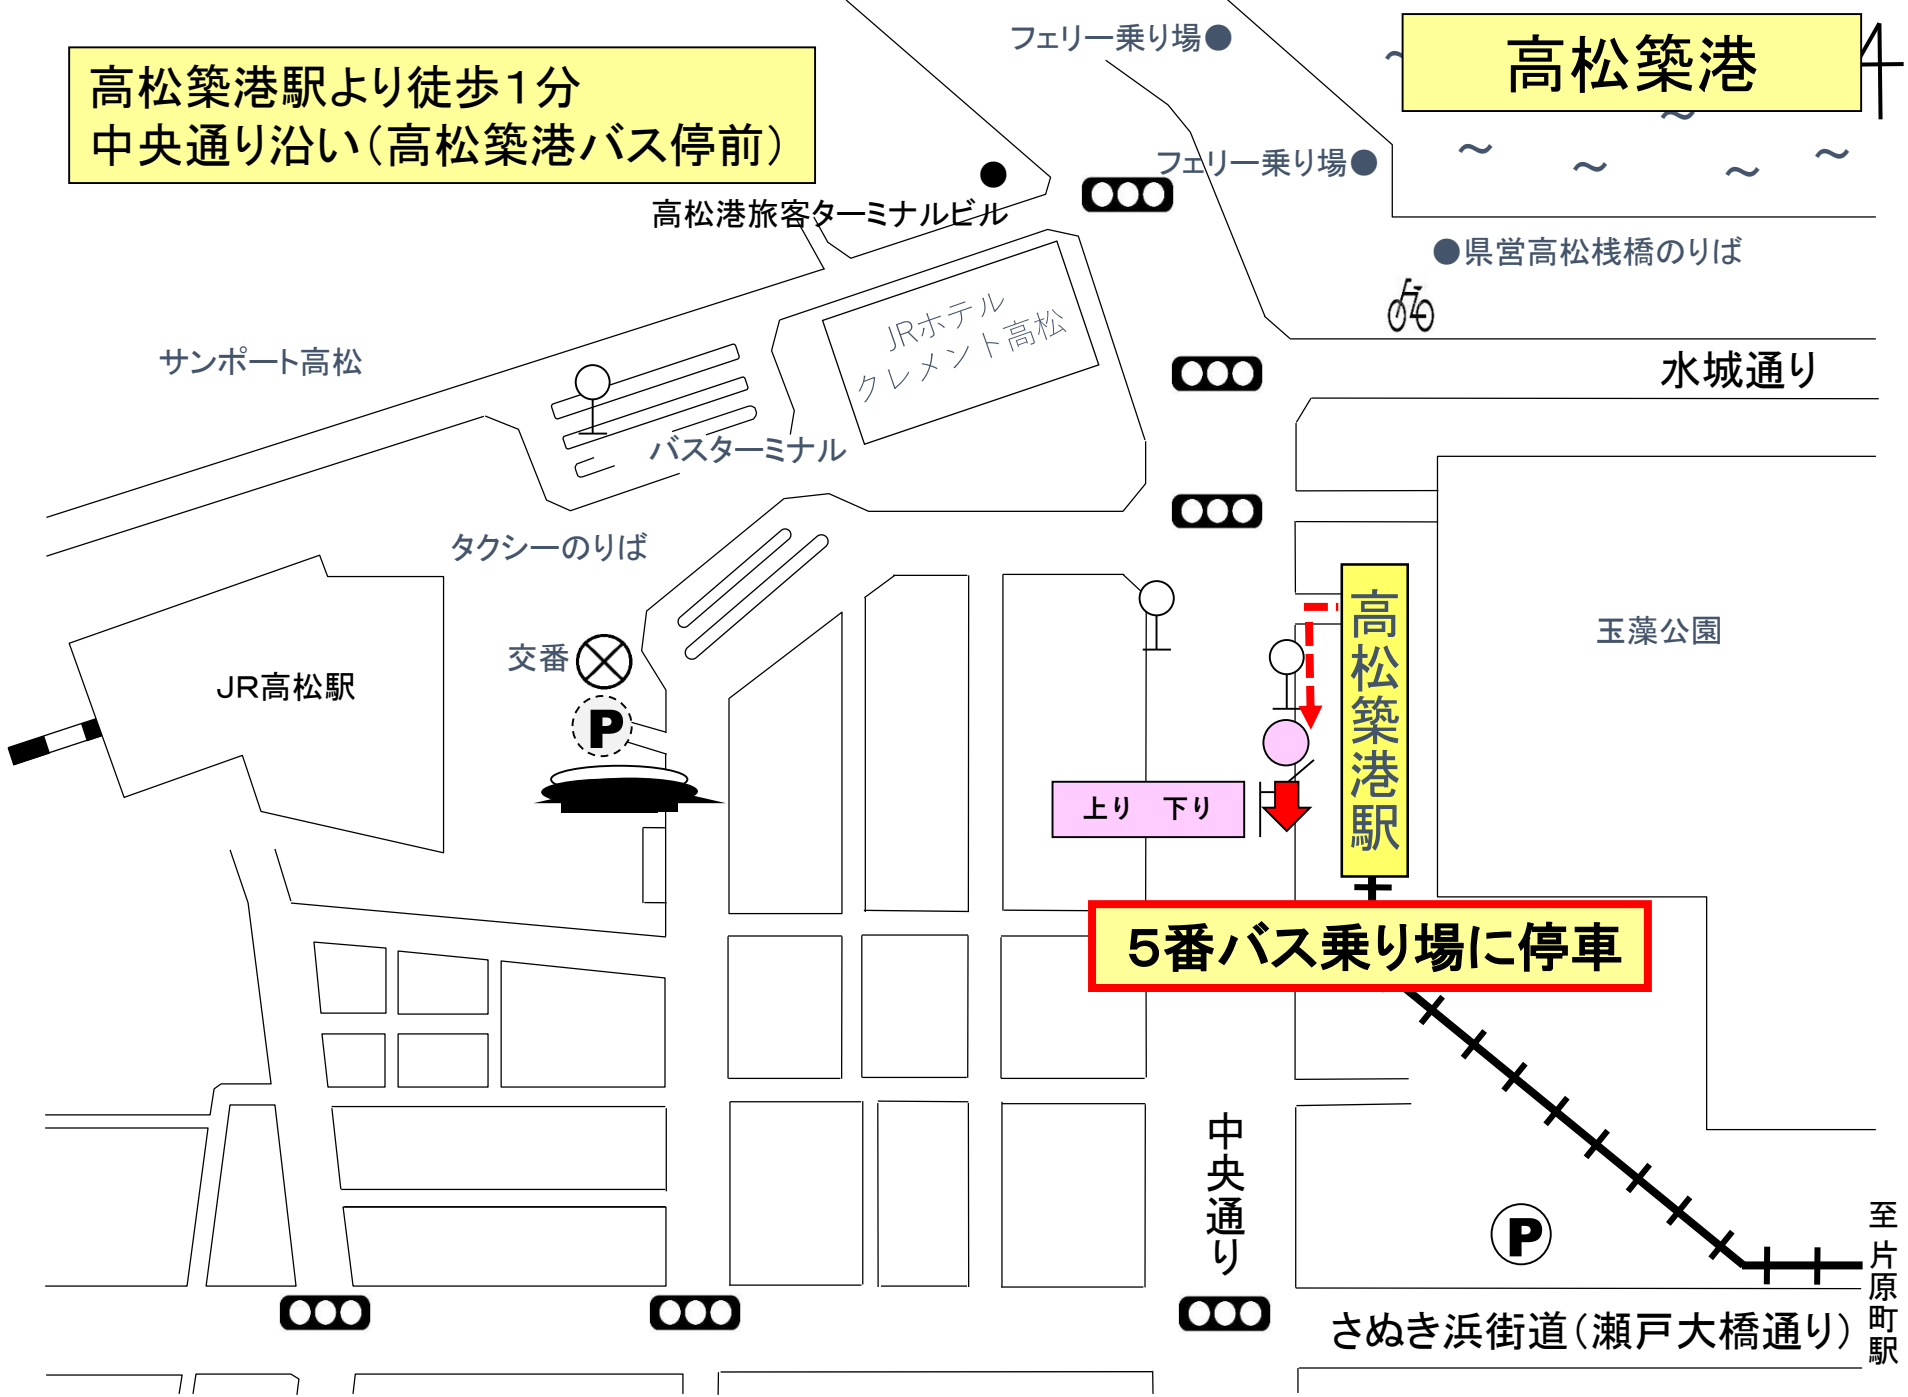 フェリー乗り場●
高松築港
高松築港駅より徒歩1分
中央通り沿い(高松築港バス停前)
フェリー乗り場●
高松港旅客ターミナルビル
●県営高松桟橋のりば
JRホテル
クレメント高松
サンポート高松
水城通り
バスターミナル
タクシーのりば
高松築港駅
玉藻公園
交番
JR高松駅
P
上り 下り
5番バス乗り場に停車
中央通り
P
至片原町駅
さぬき浜街道(瀬戸大橋通り)